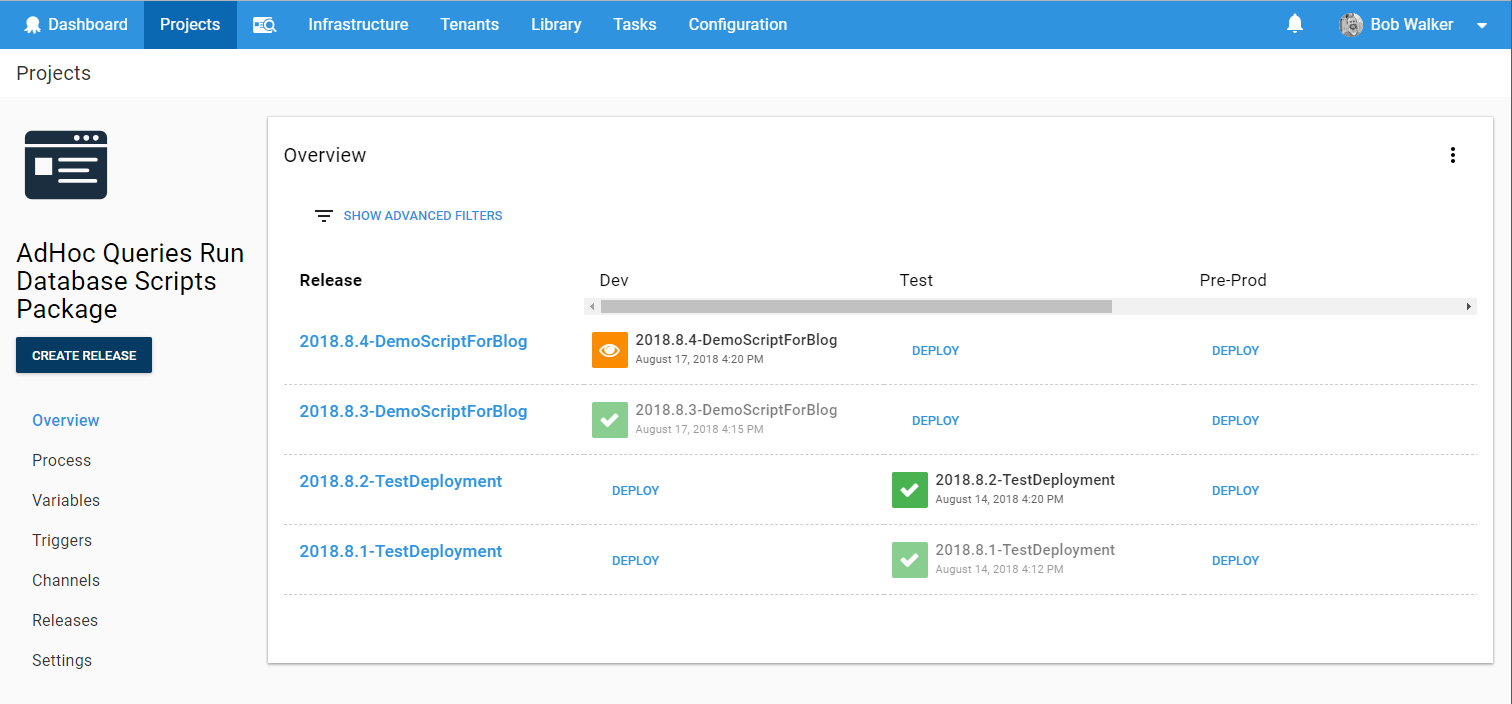 Dashboard Projects Infrastructure Tenants Library Tasks Configuration Bob Walker
Projects
AdHoc Queries Run
Database Scripts
Package
CREATE RELEASE
Overview
Process
Variables
Triggers
Channels
Releases
Settings
Overview
SHOW ADVANCED FILTERS
Release Dev Test Pre-Prod
2018.8.4-DemoScriptForBlog 2018.8.4-DemoScriptForBlog DEPLOY DEPLOY
August 17, 2018 4:20 PM
2018.8.3-DemoScriptForBlog 2018.8.3-DemoScriptForBlog DEPLOY DEPLOY
August 17, 2018 4:15 PM
2018.8.2-TestDeployment DEPLOY 2018.8.2-TestDeployment DEPLOY
August 14, 2018 4:20 PM
2018.8.1-TestDeployment DEPLOY 2018.8.1-TestDeployment DEPLOY
August 14, 2018 4:12 PM